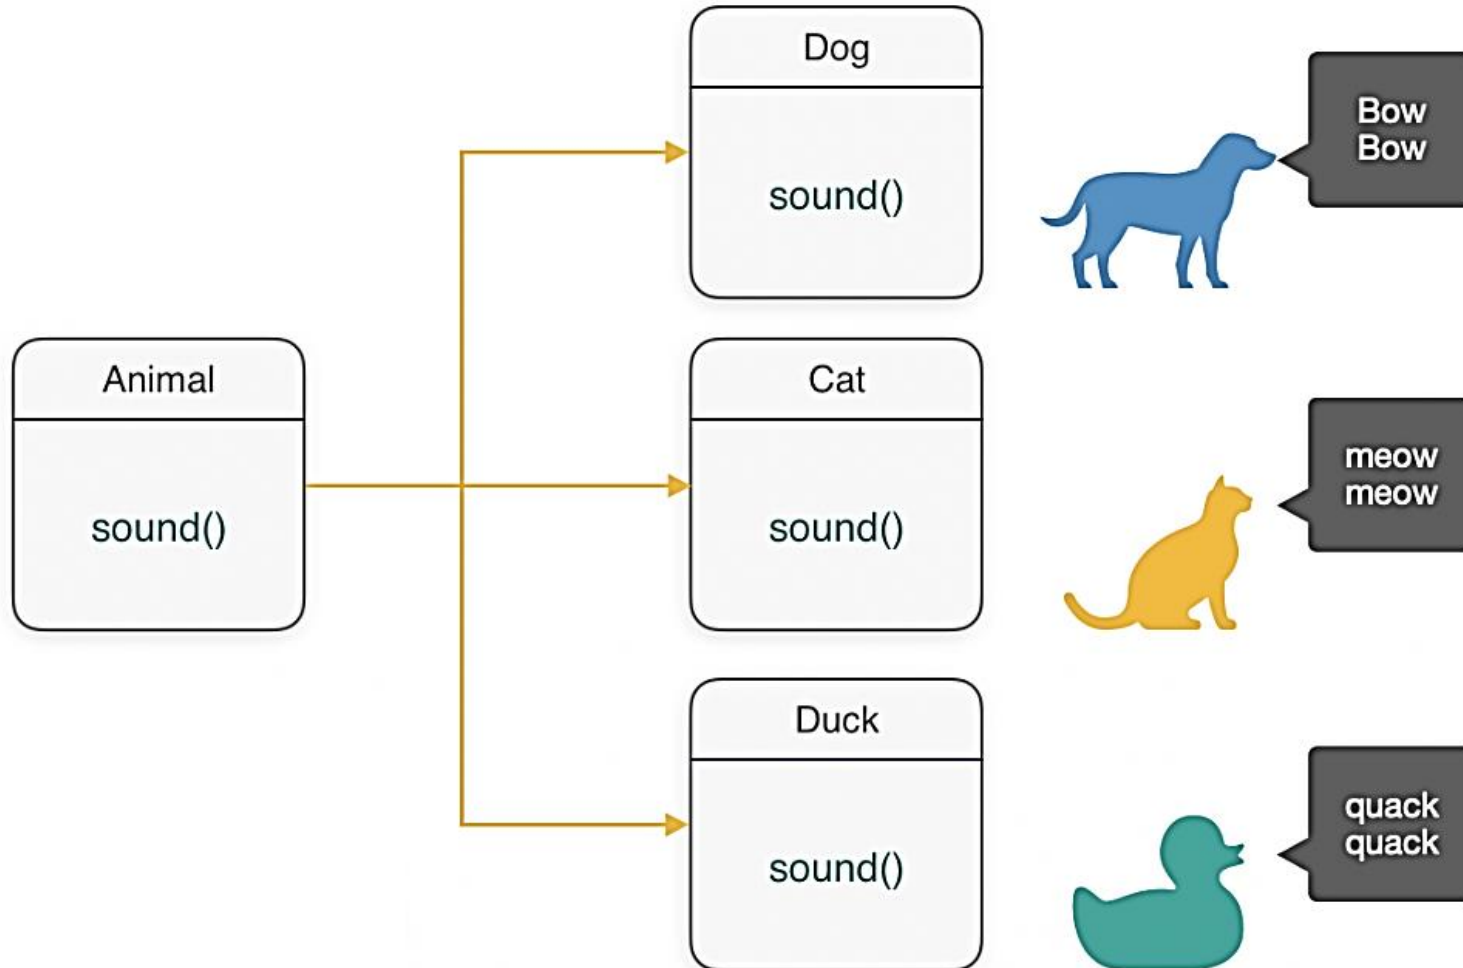 Dog
sound()
Bow
Bow
Animal
sound()
Cat
sound()
meow
meow
Duck
sound()
quack
quack